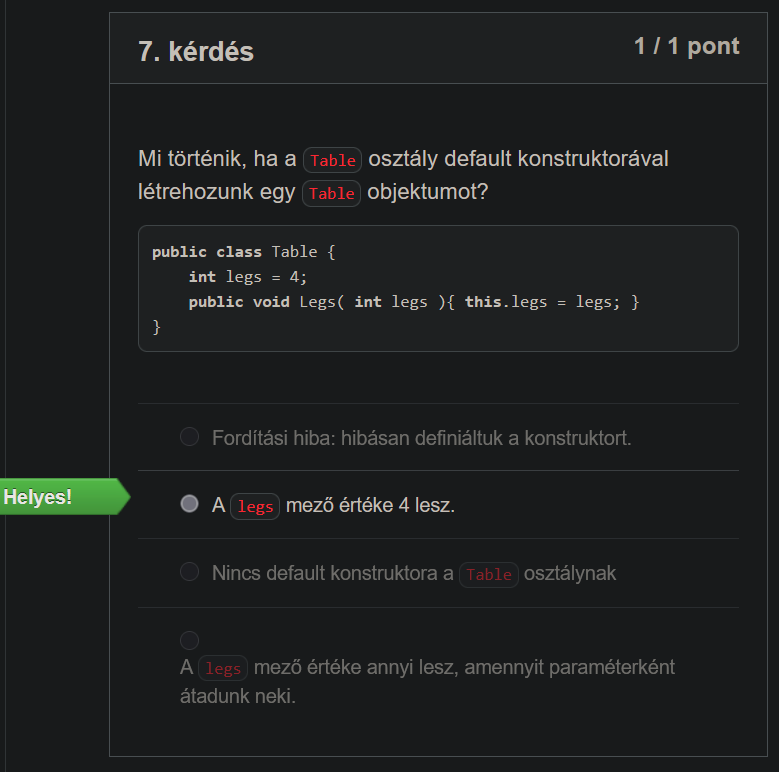 7. kérdés
1 / 1 pont
Mi történik, ha a Table osztály default konstruktorával
létrehozunk egy Table objektumot?
public class Table {
    int legs = 4;
    public void Legs( int legs ){ this.legs = legs; }
}
Fordítási hiba: hibásan definiáltuk a konstruktort.
Helyes!
A legs mező értéke 4 lesz.
Nincs default konstruktora a Table osztálynak
A legs mező értéke annyi lesz, amennyit paraméterként
átadunk neki.